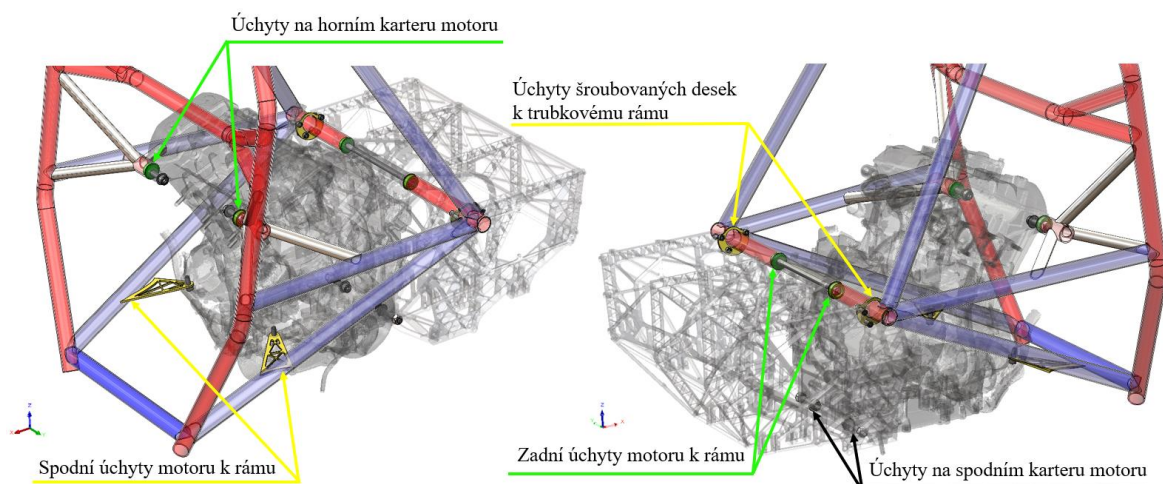 Úchyty na horním karteru motoru
Úchyty šroubovaných desek
k trubkovému rámu
Spodní úchyty motoru k rámu
Zadní úchyty motoru k rámu
Úchyty na spodním karteru motoru